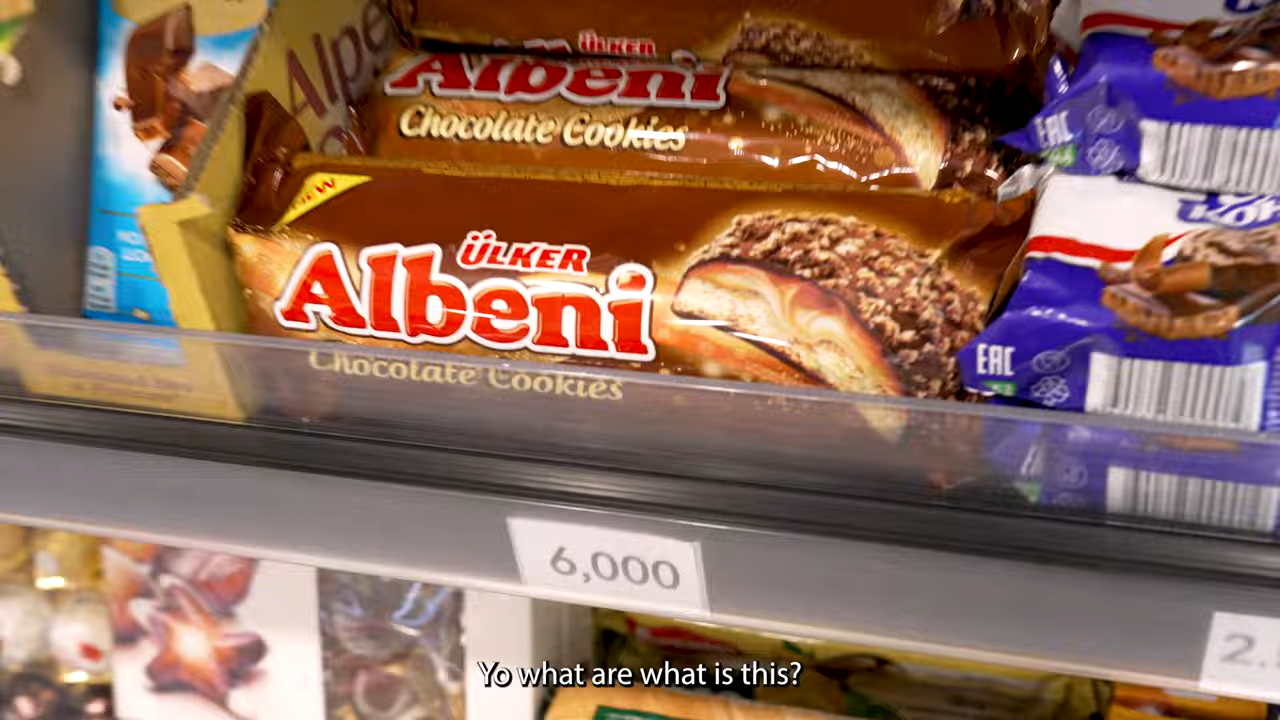 Alpe
ÜLKER
Albeni
Chocolate Cookies
NEW
ÜLKER
Albeni
Chocolate Cookies
EAC
EAC
6,000
2.
Yo what are what is this?